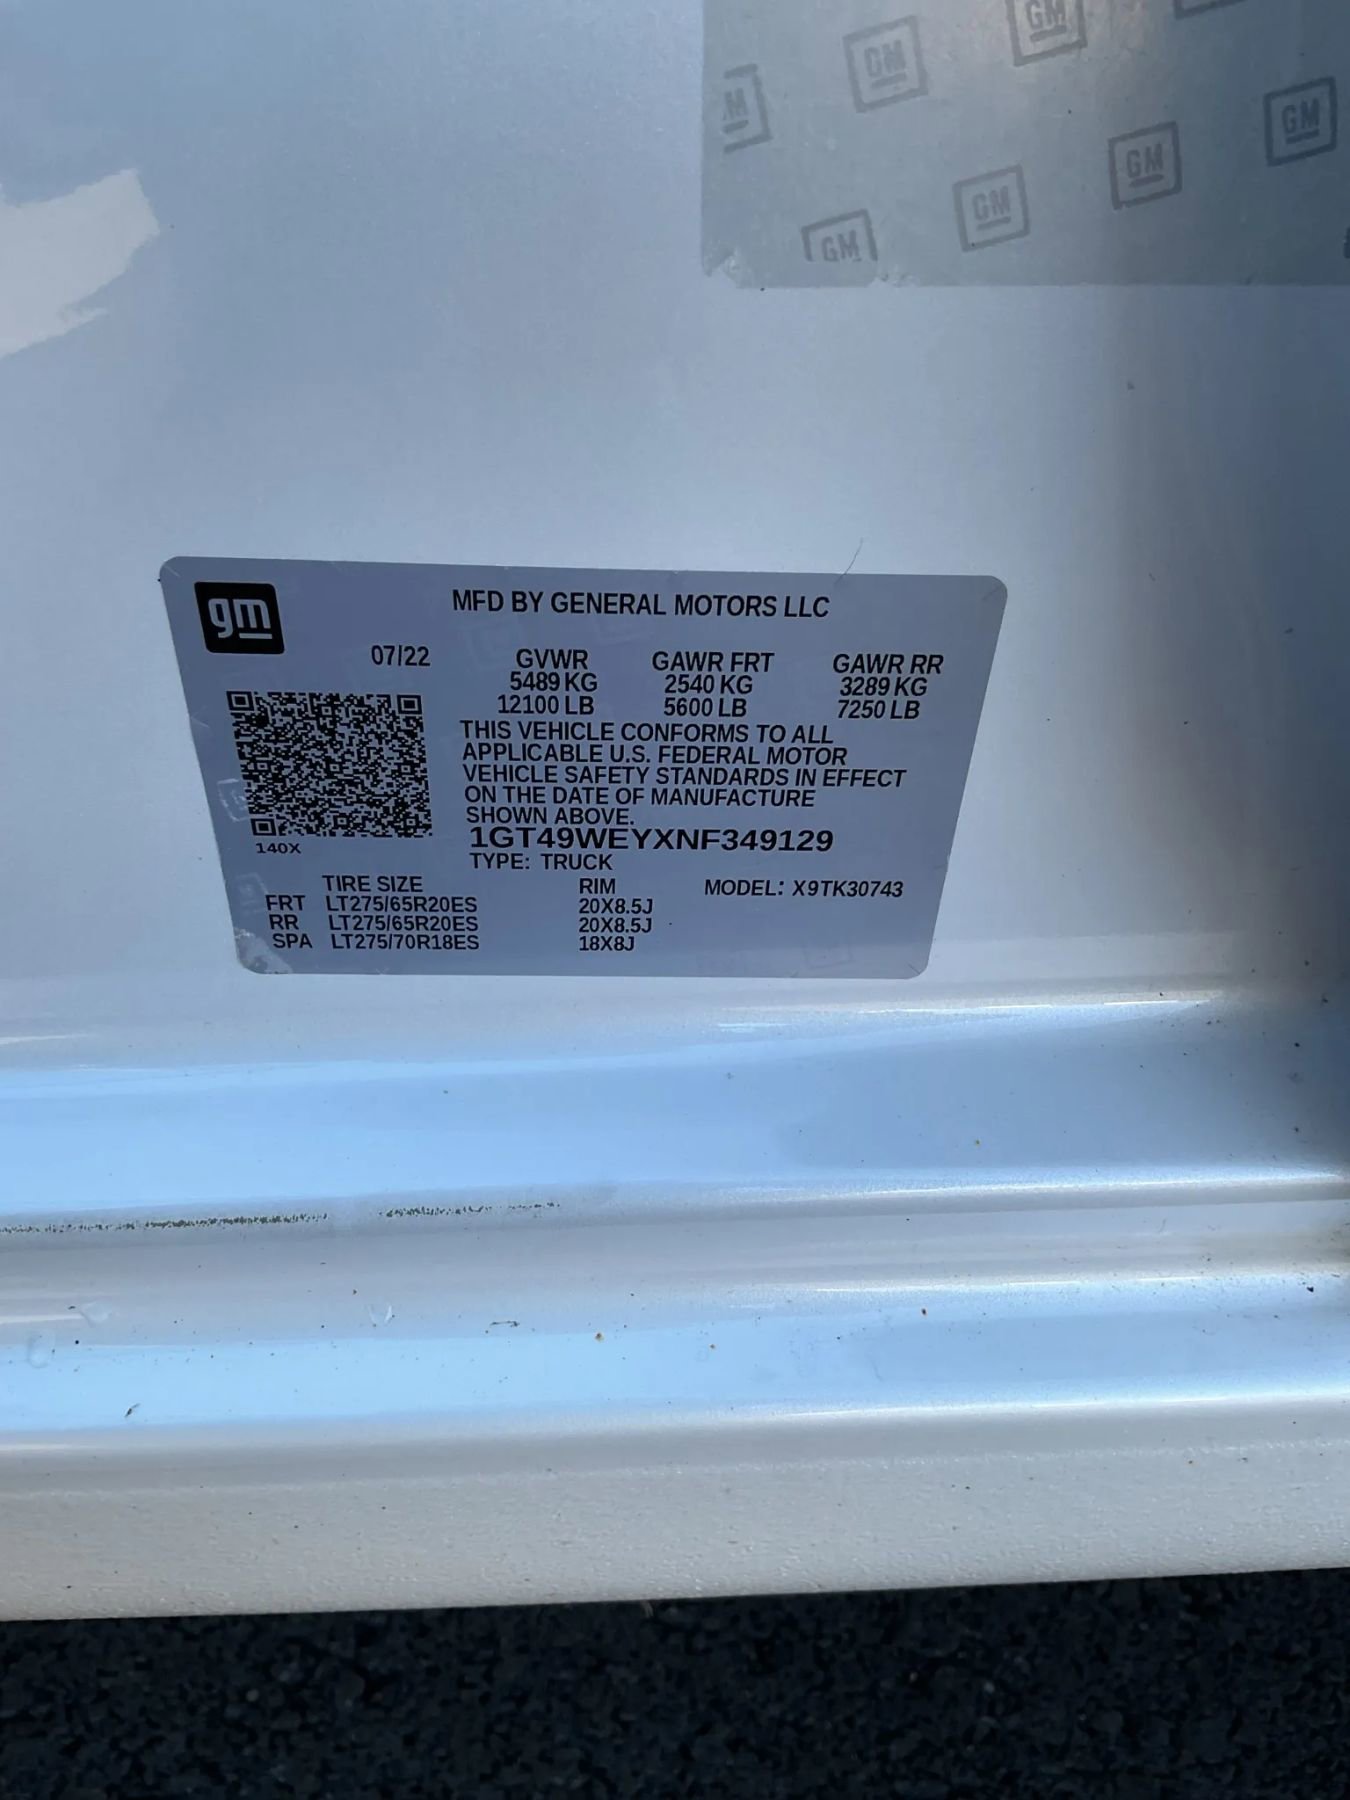 GM GM
M GM
GM GM
GM
gm MFD BY GENERAL MOTORS LLC
07/22 GVWR GAWR FRT GAWR RR
5489 KG 2540 KG 3289 KG
12100 LB 5600 LB 7250 LB
THIS VEHICLE CONFORMS TO ALL
APPLICABLE U.S. FEDERAL MOTOR
VEHICLE SAFETY STANDARDS IN EFFECT
ON THE DATE OF MANUFACTURE
SHOWN ABOVE.
1GT49WEYXNF349129
140X
TYPE: TRUCK
TIRE SIZE RIM MODEL: X9TK30743
FRT LT275/65R20ES 20X8.5J
RR LT275/65R20ES 20X8.5J
SPA LT275/70R18ES 18X8J